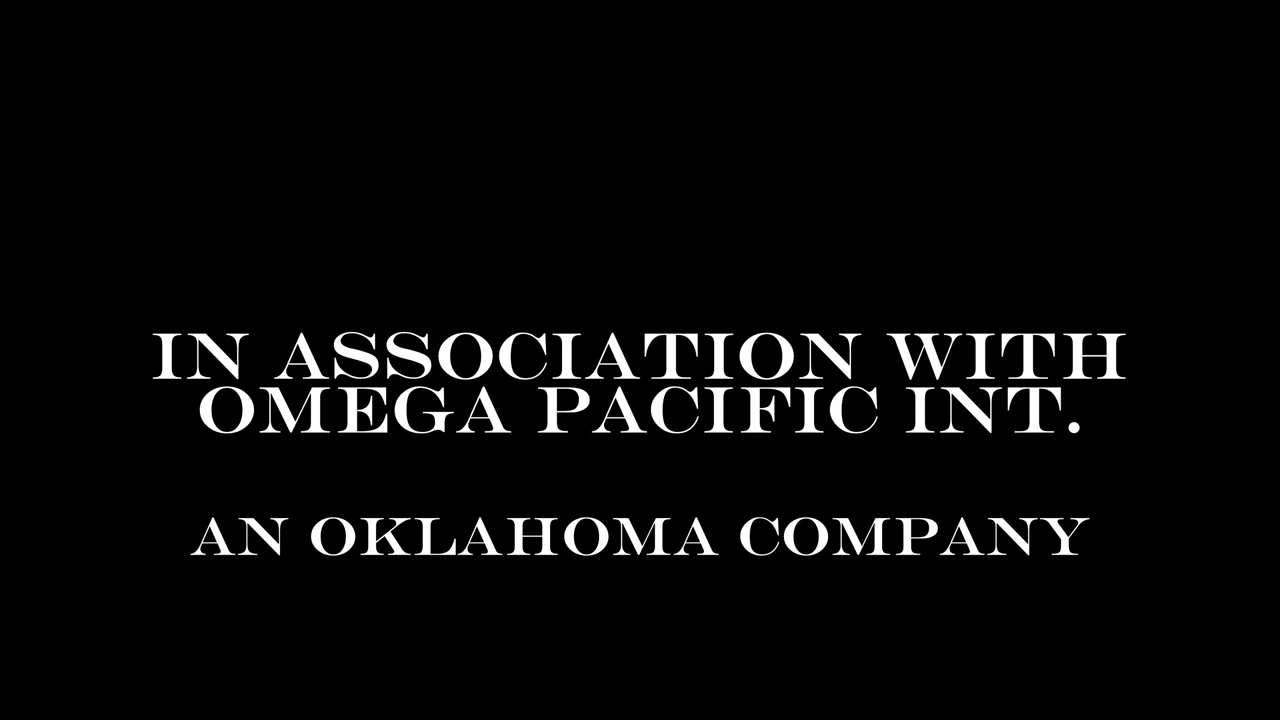 IN ASSOCIATION WITH
OMEGA PACIFIC INT.
AN OKLAHOMA COMPANY